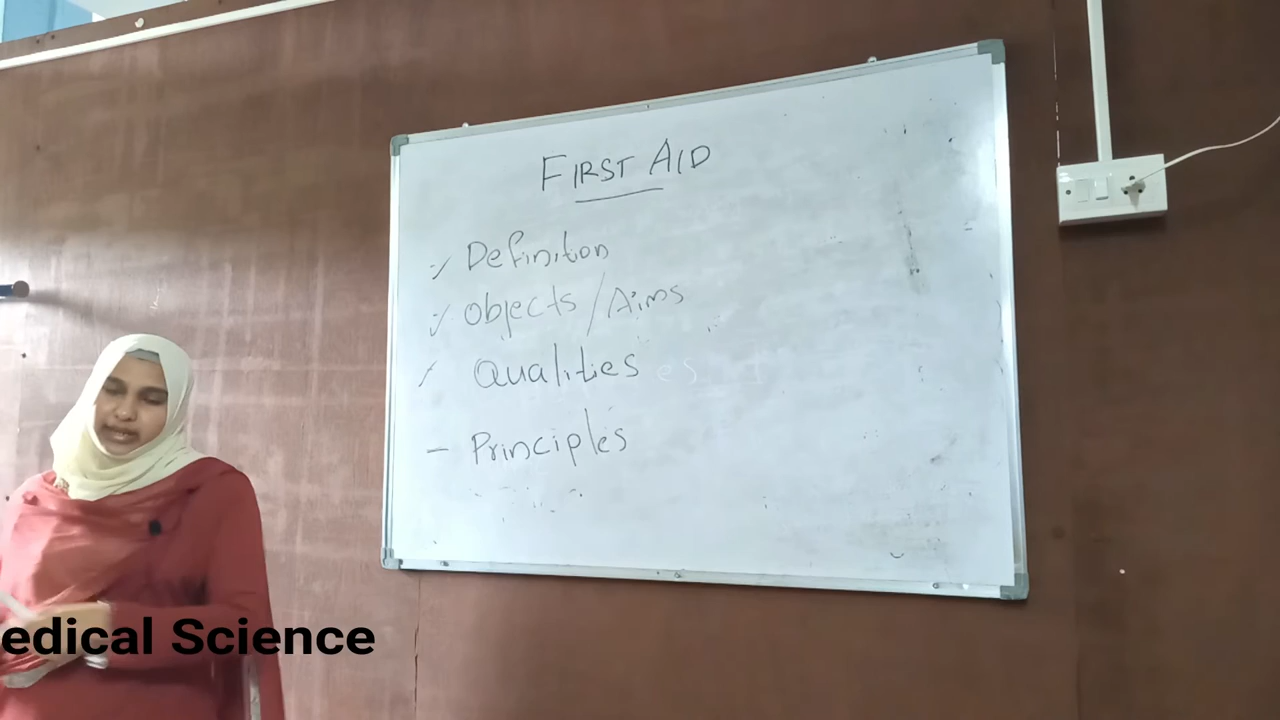 FIRST AID
Definition
Objects/Aims
Qualities
- Principles
edical Science